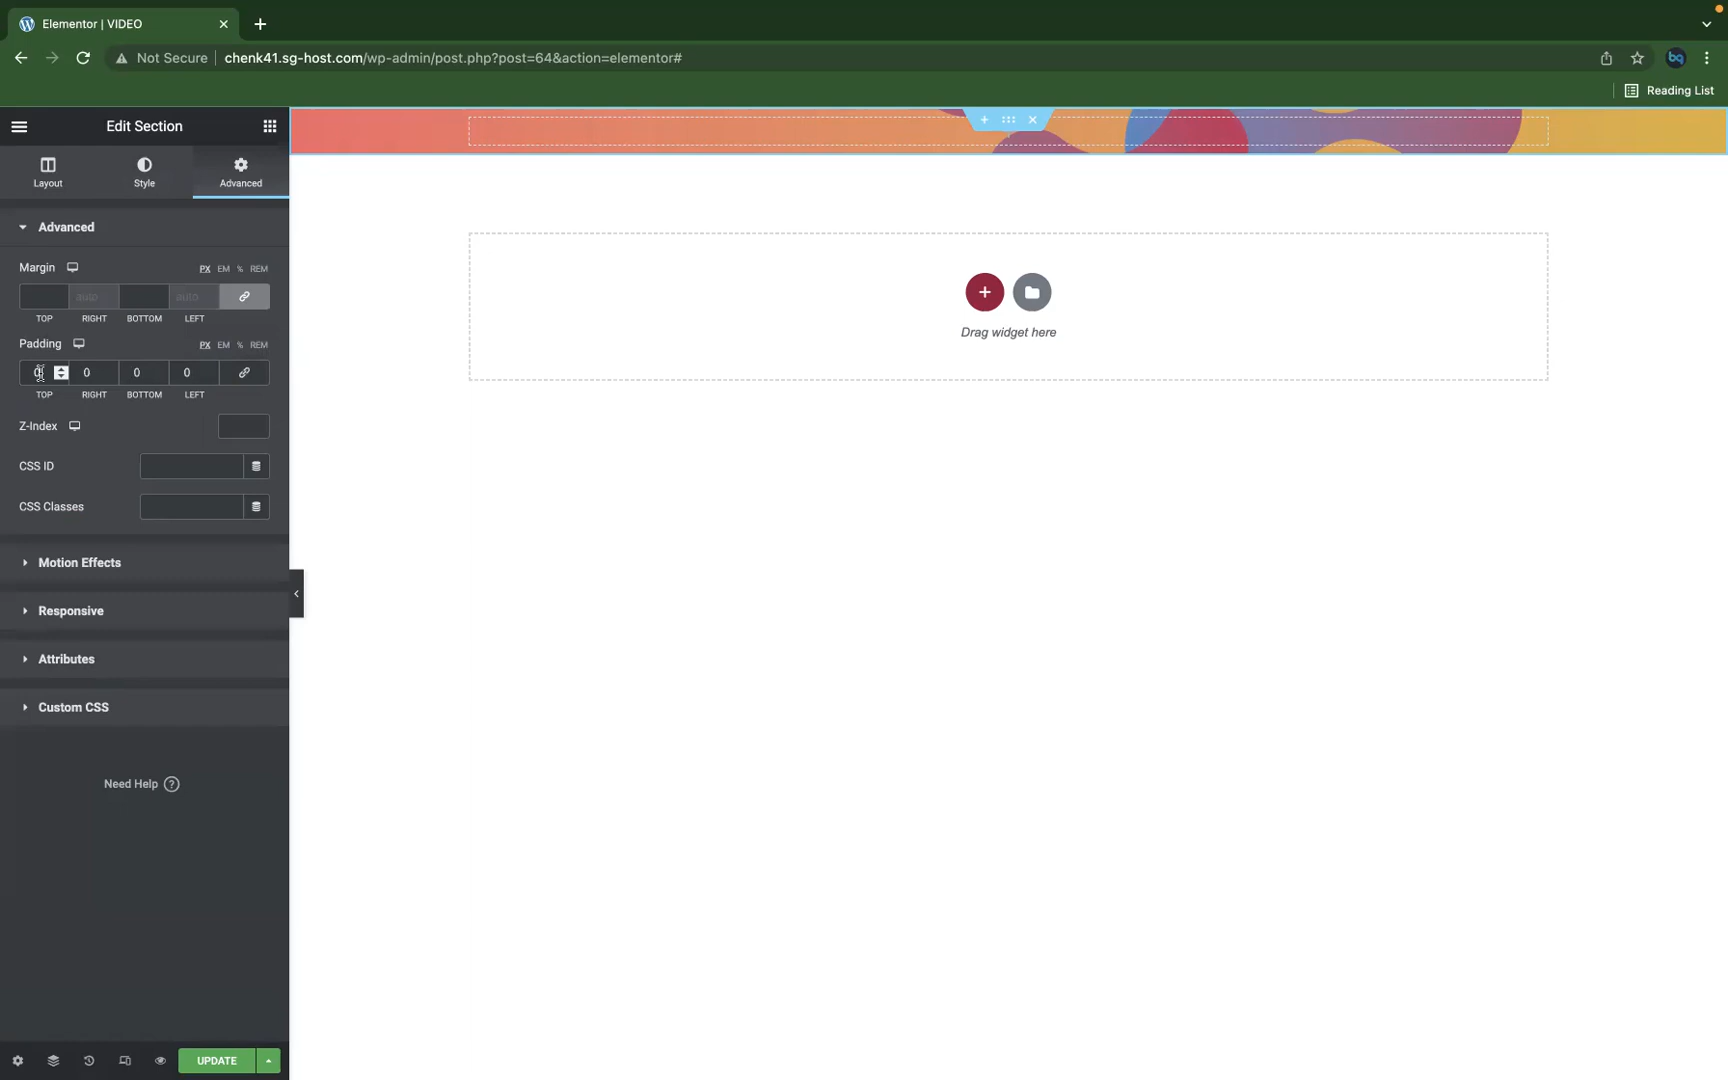 Elementor | VIDEO
Not Secure chenk41.sg-host.com/wp-admin/post.php?post=64&action=elementor#
Reading List
Edit Section
Layout
Style
Advanced
Advanced
Margin PX EM % REM
auto auto
TOP RIGHT BOTTOM LEFT
Padding PX EM % REM
0 0 0 0
TOP RIGHT BOTTOM LEFT
Z-Index
CSS ID
CSS Classes
Motion Effects
Responsive
Attributes
Custom CSS
Need Help ?
UPDATE
Drag widget here